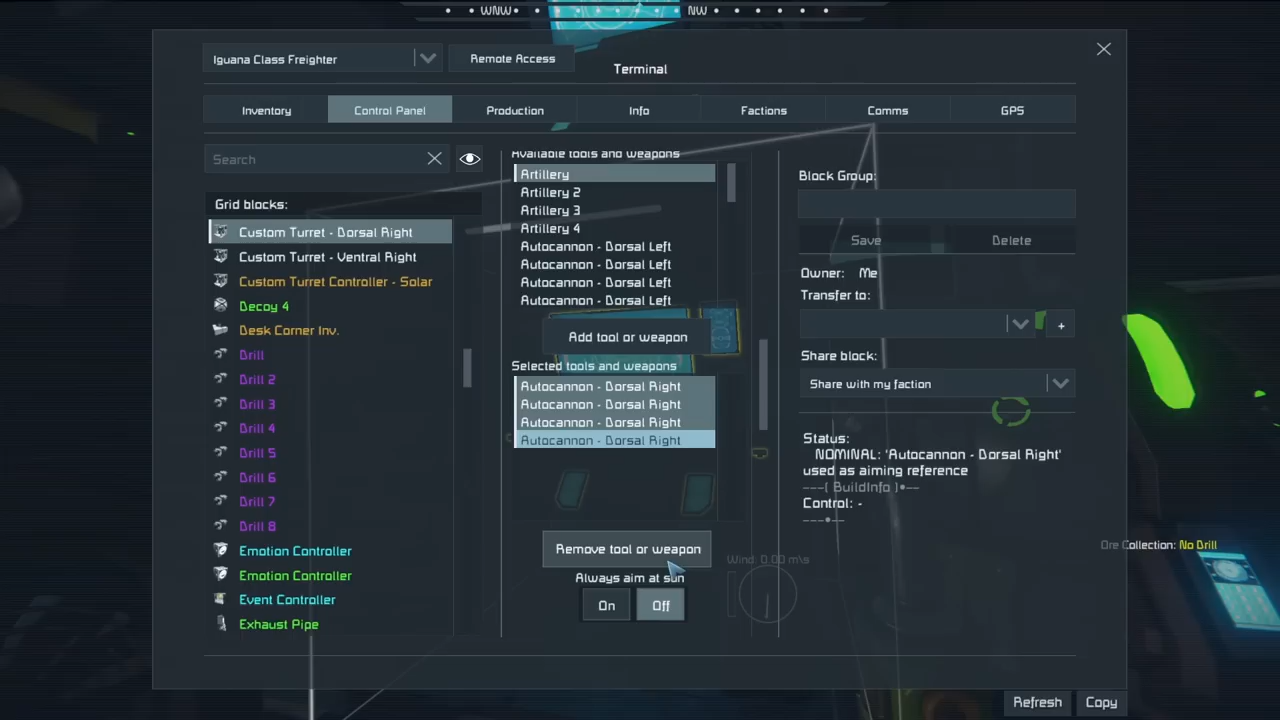 WNW
NW
Iguana Class Freighter
Remote Access
Terminal
Inventory
Control Panel
Production
Info
Factions
Comms
GPS
Search
Grid blocks:
Custom Turret - Dorsal Right
Custom Turret - Ventral Right
Custom Turret Controller - Solar
Decoy 4
Desk Corner Inv.
Drill
Drill 2
Drill 3
Drill 4
Drill 5
Drill 6
Drill 7
Drill 8
Emotion Controller
Emotion Controller
Event Controller
Exhaust Pipe
Available tools and weapons
Artillery
Artillery 2
Artillery 3
Artillery 4
Autocannon - Dorsal Left
Autocannon - Dorsal Left
Autocannon - Dorsal Left
Autocannon - Dorsal Left
Add tool or weapon
Selected tools and weapons
Autocannon - Dorsal Right
Autocannon - Dorsal Right
Autocannon - Dorsal Right
Autocannon - Dorsal Right
Remove tool or weapon
Always aim at sun
On
Off
Block Group:
Save
Delete
Owner: Me
Transfer to:
+
Share block:
Share with my faction
Status:
NOMINAL: 'Autocannon - Dorsal Right'
used as aiming reference
---( BuildInfo )•---
Control: -
---•---
Wind: 0.00 m/s
Ore Collection: No Drill
Refresh
Copy